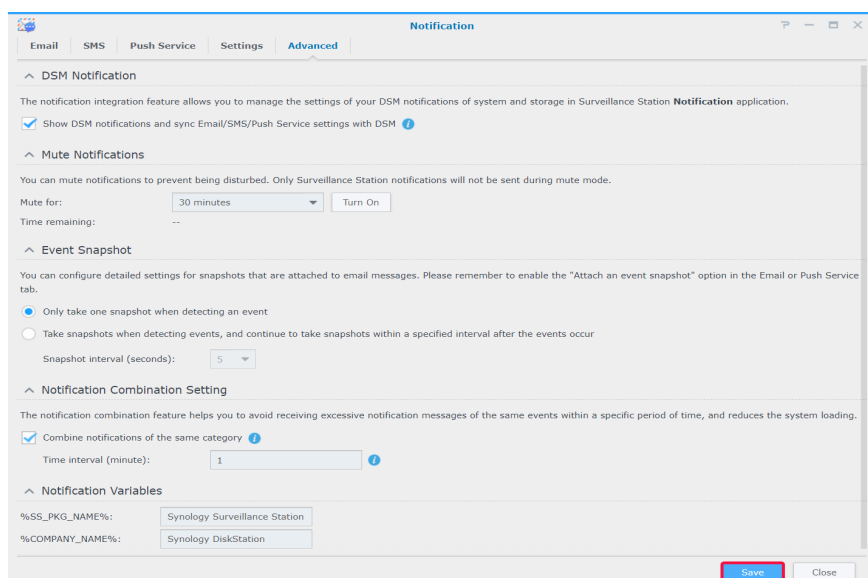 Notification
Email SMS Push Service Settings Advanced
DSM Notification
The notification integration feature allows you to manage the settings of your DSM notifications of system and storage in Surveillance Station Notification application.
Show DSM notifications and sync Email/SMS/Push Service settings with DSM
Mute Notifications
You can mute notifications to prevent being disturbed. Only Surveillance Station notifications will not be sent during mute mode.
Mute for: 30 minutes Turn On
Time remaining: --
Event Snapshot
You can configure detailed settings for snapshots that are attached to email messages. Please remember to enable the "Attach an event snapshot" option in the Email or Push Service
tab.
Only take one snapshot when detecting an event
Take snapshots when detecting events, and continue to take snapshots within a specified interval after the events occur
Snapshot interval (seconds): 5
Notification Combination Setting
The notification combination feature helps you to avoid receiving excessive notification messages of the same events within a specific period of time, and reduces the system loading.
Combine notifications of the same category
Time interval (minute): 1
Notification Variables
%SS_PKG_NAME%: Synology Surveillance Station
%COMPANY_NAME%: Synology DiskStation
Save Close